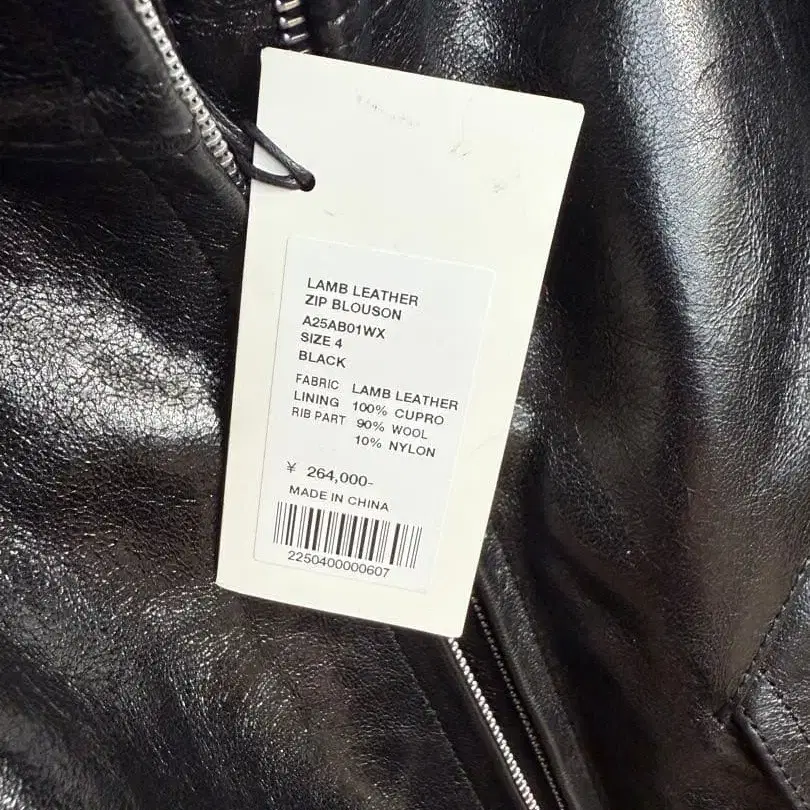 LAMB LEATHER
ZIP BLOUSON
A25AB01WX
SIZE 4
BLACK
FABRIC LAMB LEATHER
LINING 100% CUPRO
RIB PART 90% WOOL
10% NYLON
¥ 264,000-
MADE IN CHINA
2250400000607